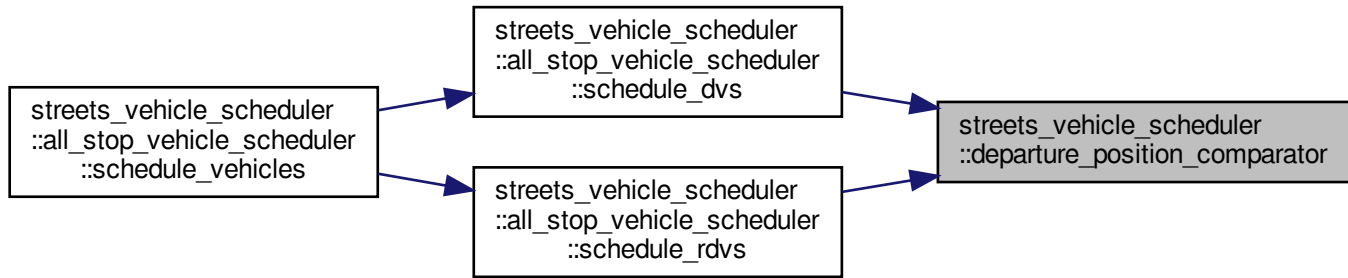 streets_vehicle_scheduler
::all_stop_vehicle_scheduler
::schedule_vehicles
streets_vehicle_scheduler
::all_stop_vehicle_scheduler
::schedule_dvs
streets_vehicle_scheduler
::all_stop_vehicle_scheduler
::schedule_rdvs
streets_vehicle_scheduler
::departure_position_comparator